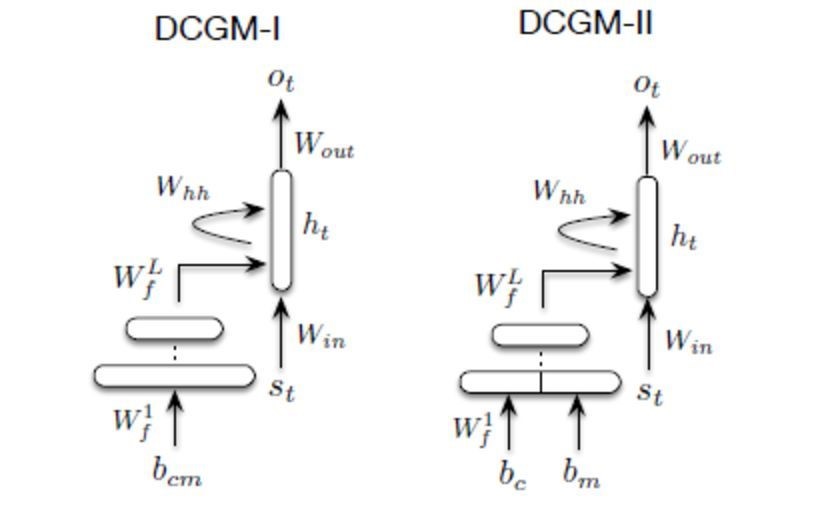 DCGM-I
o_t
W_{out}
W_{hh}
h_t
W_f^L
W_{in}
s_t
W_f^1
b_{cm}
DCGM-II
o_t
W_{out}
W_{hh}
h_t
W_f^L
W_{in}
s_t
W_f^1
b_c b_m